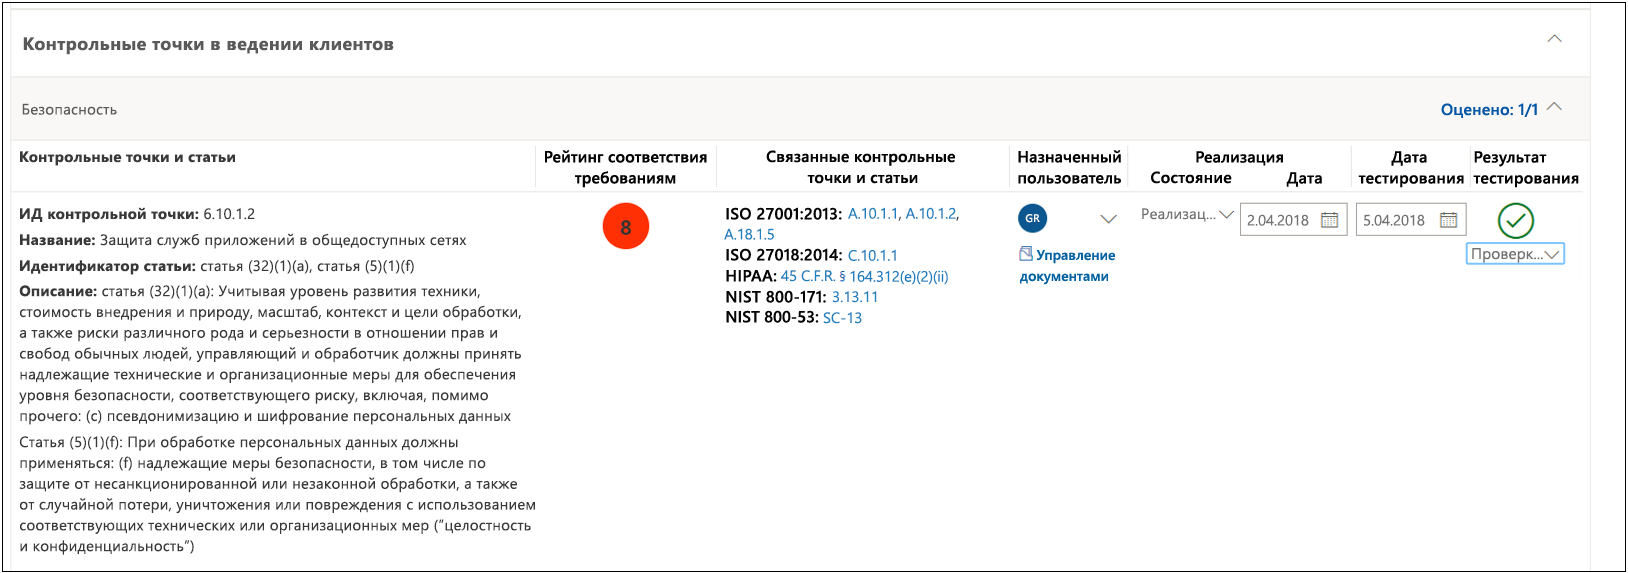 Контрольные точки в ведении клиентов
Безопасность
Оценено: 1/1
Контрольные точки и статьи
Рейтинг соответствия
требованиям
Связанные контрольные
точки и статьи
Назначенный
пользователь
Реализация
Состояние
Дата
Дата
тестирования
Результат
тестирования
ИД контрольной точки: 6.10.1.2
Название: Защита служб приложений в общедоступных сетях
Идентификатор статьи: статья (32)(1)(a), статья (5)(1)(f)
Описание: статья (32)(1)(a): Учитывая уровень развития техники,
стоимость внедрения и природу, масштаб, контекст и цели обработки,
а также риски различного рода и серьезности в отношении прав и
свобод обычных людей, управляющий и обработчик должны принять
надлежащие технические и организационные меры для обеспечения
уровня безопасности, соответствующего риску, включая, помимо
прочего: (c) псевдонимизацию и шифрование персональных данных
Статья (5)(1)(f): При обработке персональных данных должны
применяться: (f) надлежащие меры безопасности, в том числе по
защите от несанкционированной или незаконной обработки, а также
от случайной потери, уничтожения или повреждения с использованием
соответствующих технических или организационных мер ("целостность
и конфиденциальность")
8
ISO 27001:2013: A.10.1.1, A.10.1.2,
A.18.1.5
ISO 27018:2014: C.10.1.1
HIPAA: 45 C.F.R. § 164.312(e)(2)(ii)
NIST 800-171: 3.13.11
NIST 800-53: SC-13
GR
Управление
документами
Реализац...
2.04.2018
5.04.2018
Проверк...